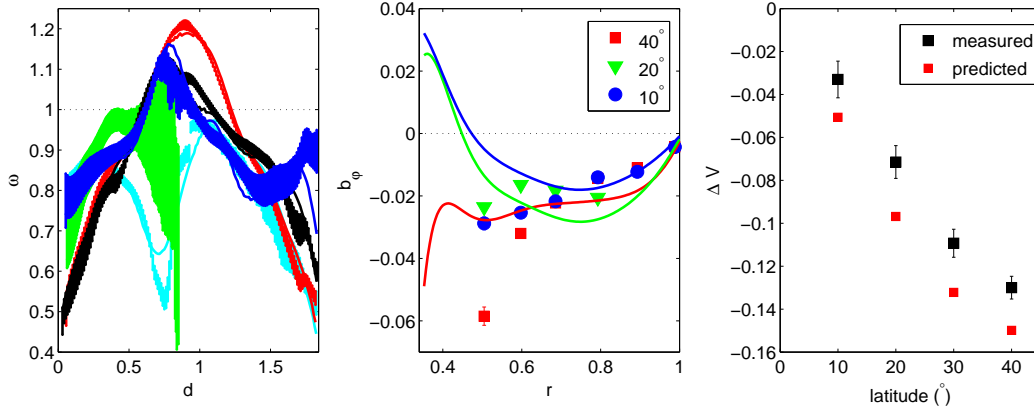 1.2
1.1
1
0.9
0.8
0.7
0.6
0.5
0.4
ω
0 0.5 1 1.5
d
0.04
0.02
0
−0.02
−0.04
−0.06
b_φ
40°
20°
10°
0.4 0.6 0.8 1
r
0
−0.02
−0.04
−0.06
−0.08
−0.1
−0.12
−0.14
−0.16
Δ V
measured
predicted
0 10 20 30 40
latitude (°)